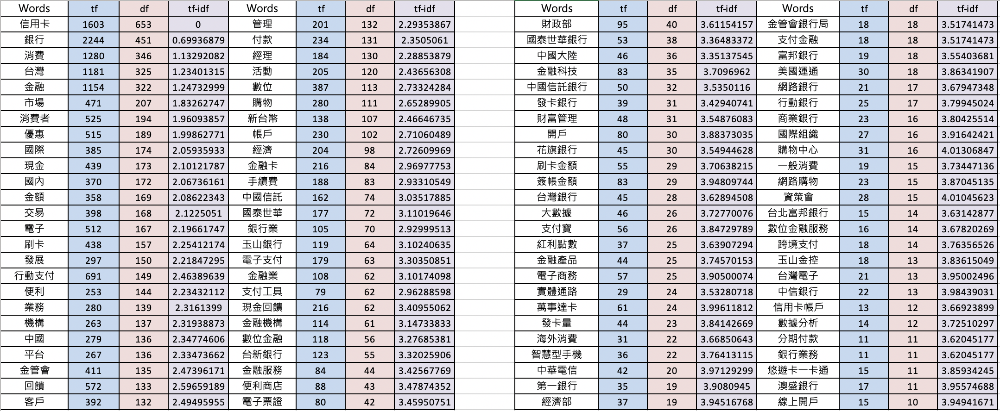 Words tf df tf-idf Words tf df tf-idf Words tf df tf-idf Words tf df tf-idf
信用卡 1603 653 0 管理 201 132 2.29353867 財政部 95 40 3.61154157 金管會銀行局 18 18 3.51741473
銀行 2244 451 0.69936879 付款 234 131 2.3505061 國泰世華銀行 53 38 3.36483372 支付金融 18 18 3.51741473
消費 1280 346 1.13292082 經理 184 130 2.28853879 中國大陸 46 36 3.35137545 富邦銀行 19 18 3.55403681
台灣 1181 325 1.23401315 活動 205 120 2.43656308 金融科技 83 35 3.7096962 美國運通 30 18 3.86341907
金融 1154 322 1.24732999 數位 387 113 2.73324284 中國信託銀行 50 32 3.5350116 網路銀行 21 17 3.67947348
市場 471 207 1.83262747 購物 280 111 2.65289905 發卡銀行 39 31 3.42940741 行動銀行 25 17 3.79945024
消費者 525 194 1.96093857 新台幣 138 107 2.46646735 財富管理 48 31 3.54876083 商業銀行 23 16 3.80425514
優惠 515 189 1.99862771 帳戶 230 102 2.71060489 開戶 80 30 3.88373035 國際組織 27 16 3.91642421
國際 385 174 2.05935933 經濟 204 98 2.72609969 花旗銀行 45 30 3.54944628 購物中心 31 16 4.01306847
現金 439 173 2.10121787 金融卡 216 84 2.96977753 刷卡金額 55 29 3.70638215 一般消費 19 15 3.73447136
國內 370 172 2.06736161 手續費 188 83 2.93310549 簽帳金額 83 29 3.94809744 網路購物 23 15 3.87045135
金額 358 169 2.08622343 中國信託 162 74 3.03517885 台灣銀行 45 28 3.62894508 資策會 28 15 4.01045623
交易 398 168 2.1225051 國泰世華 177 72 3.11019646 大數據 46 26 3.72770076 台北富邦銀行 15 14 3.63142877
電子 512 167 2.19661747 銀行業 105 70 2.92999513 支付寶 56 26 3.84729789 數位金融服務 16 14 3.67820269
刷卡 438 157 2.25412174 玉山銀行 119 64 3.10240635 紅利點數 37 25 3.63907294 跨境支付 18 14 3.76356526
發展 297 150 2.21847295 電子支付 179 63 3.30350851 金融產品 44 25 3.74570153 玉山金控 18 13 3.83615049
行動支付 691 149 2.46389639 金融業 108 62 3.10174098 電子商務 57 25 3.90500074 台灣電子 21 13 3.95002496
便利 253 144 2.23432112 支付工具 79 62 2.96288598 實體通路 29 24 3.53280718 中信銀行 22 13 3.98439031
業務 280 139 2.3161399 現金回饋 216 62 3.40955062 萬事達卡 61 24 3.99611812 信用卡帳戶 13 12 3.66923899
機構 263 137 2.31938873 金融機構 114 61 3.14733833 發卡量 44 23 3.84142669 數據分析 14 12 3.72510297
中國 279 136 2.34774606 數位金融 118 56 3.27685381 海外消費 31 22 3.66850643 分期付款 11 11 3.62045177
平台 267 136 2.33473662 台新銀行 123 55 3.32025906 智慧型手機 36 22 3.76413115 銀行業務 11 11 3.62045177
金管會 411 135 2.47396171 金融服務 84 44 3.42567769 中華電信 42 20 3.97129299 悠遊卡一卡通 15 11 3.85934245
回饋 572 133 2.59659189 便利商店 88 43 3.47874352 第一銀行 35 19 3.9080945 澳盛銀行 17 11 3.95574688
客戶 392 132 2.49495955 電子票證 80 42 3.45950751 經濟部 37 19 3.94516768 線上開戶 15 10 3.94941671